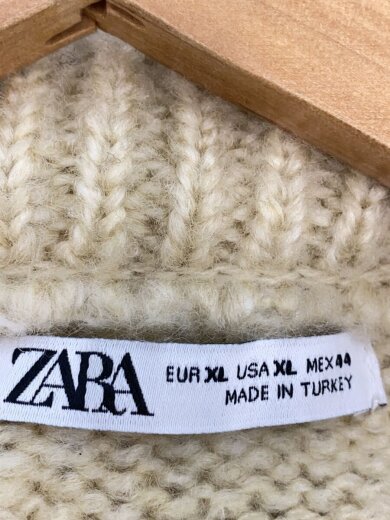 ZARA
EUR XL USA XL MEX 44
MADE IN TURKEY